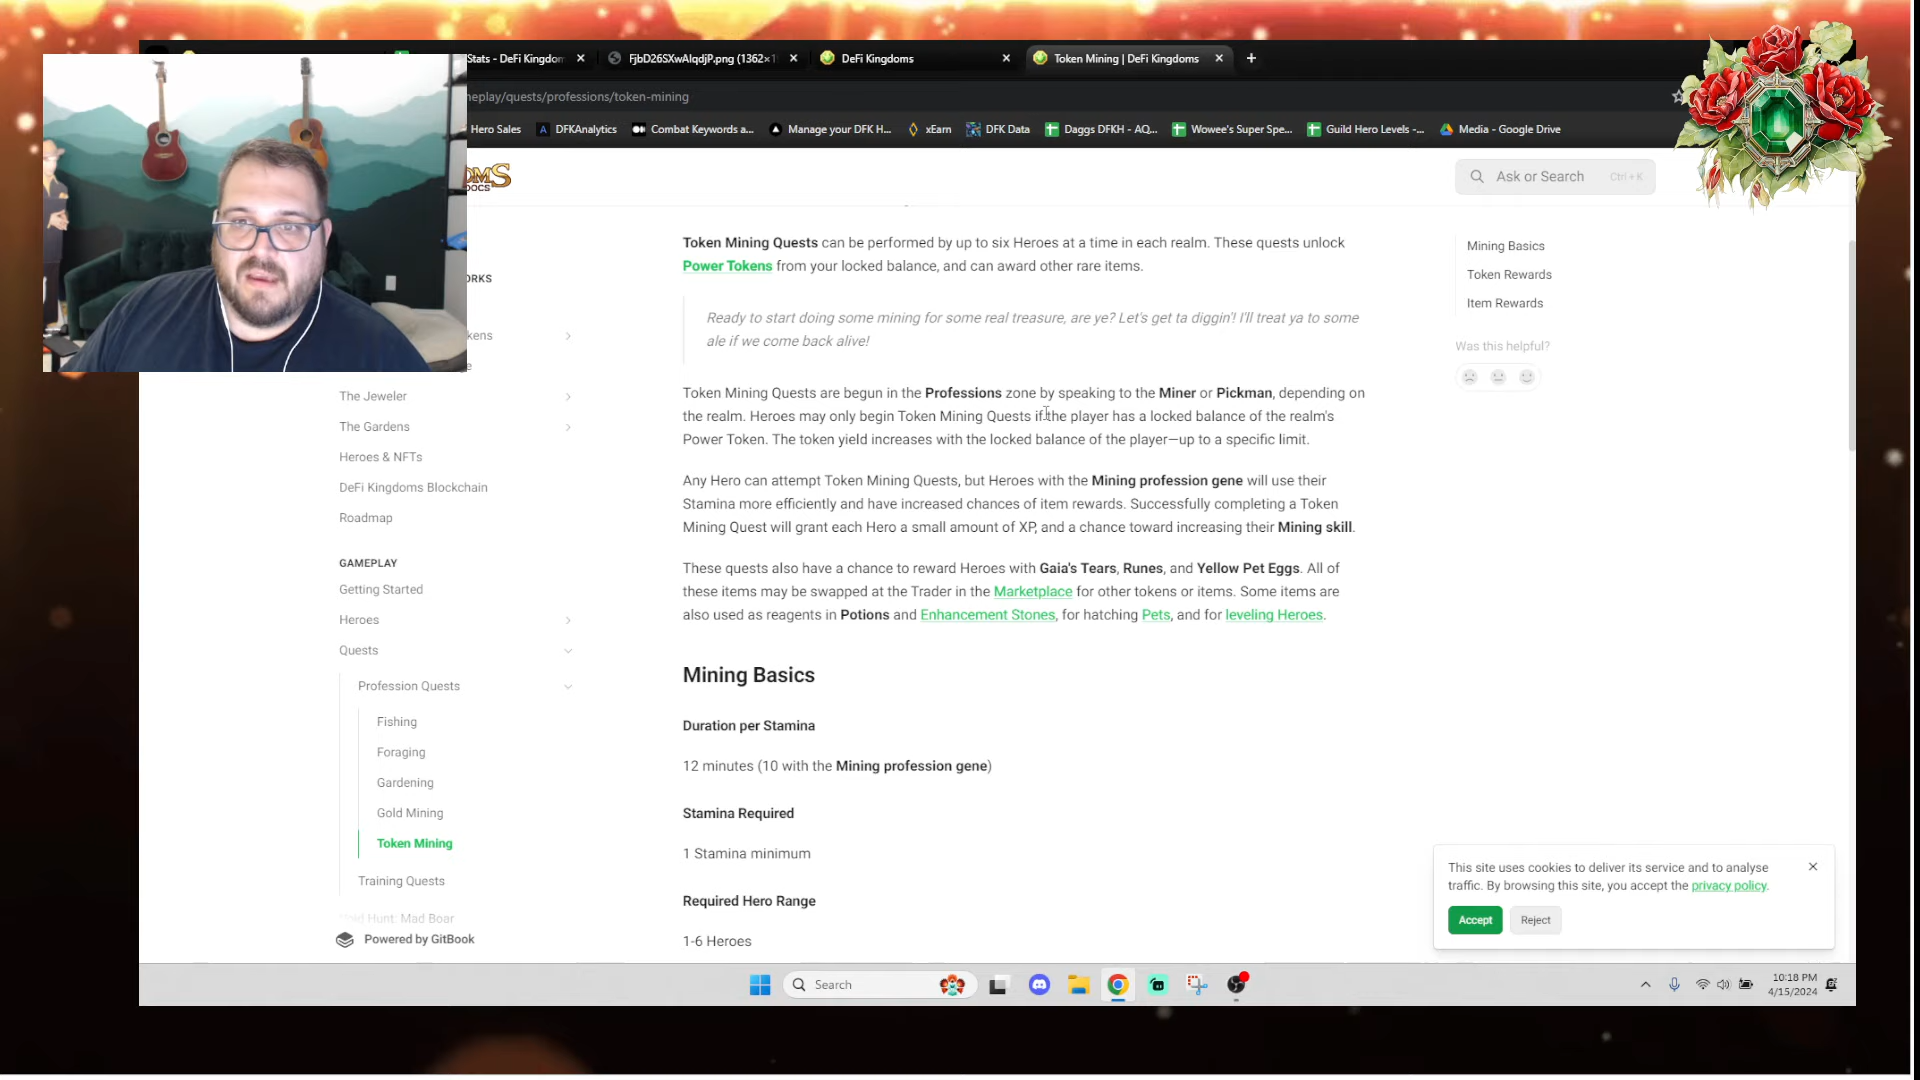 Stats - DeFi Kingdom
FjbD26SXwAIqdjP.png (1362×1
DeFi Kingdoms
Token Mining | DeFi Kingdoms
eplay/quests/professions/token-mining
Hero Sales
DFKAnalytics
Combat Keywords a...
Manage your DFK H...
xEarn
DFK Data
Daggs DFKH - AQ...
Wowee's Super Spe...
Guild Hero Levels -...
Media - Google Drive
OMS
DOCS
Ask or Search
Ctrl + K
ORKS
kens
The Jeweler
The Gardens
Heroes & NFTs
DeFi Kingdoms Blockchain
Roadmap
GAMEPLAY
Getting Started
Heroes
Quests
Profession Quests
Fishing
Foraging
Gardening
Gold Mining
Token Mining
Training Quests
Void Hunt: Mad Boar
Powered by GitBook
Token Mining Quests can be performed by up to six Heroes at a time in each realm. These quests unlock
Power Tokens from your locked balance, and can award other rare items.
Ready to start doing some mining for some real treasure, are ye? Let's get ta diggin'! I'll treat ya to some
ale if we come back alive!
Token Mining Quests are begun in the Professions zone by speaking to the Miner or Pickman, depending on
the realm. Heroes may only begin Token Mining Quests if the player has a locked balance of the realm's
Power Token. The token yield increases with the locked balance of the player—up to a specific limit.
Any Hero can attempt Token Mining Quests, but Heroes with the Mining profession gene will use their
Stamina more efficiently and have increased chances of item rewards. Successfully completing a Token
Mining Quest will grant each Hero a small amount of XP, and a chance toward increasing their Mining skill.
These quests also have a chance to reward Heroes with Gaia's Tears, Runes, and Yellow Pet Eggs. All of
these items may be swapped at the Trader in the Marketplace for other tokens or items. Some items are
also used as reagents in Potions and Enhancement Stones, for hatching Pets, and for leveling Heroes.
Mining Basics
Duration per Stamina
12 minutes (10 with the Mining profession gene)
Stamina Required
1 Stamina minimum
Required Hero Range
1-6 Heroes
Mining Basics
Token Rewards
Item Rewards
Was this helpful?
This site uses cookies to deliver its service and to analyse
traffic. By browsing this site, you accept the privacy policy.
Accept
Reject
Search
10:18 PM
4/15/2024